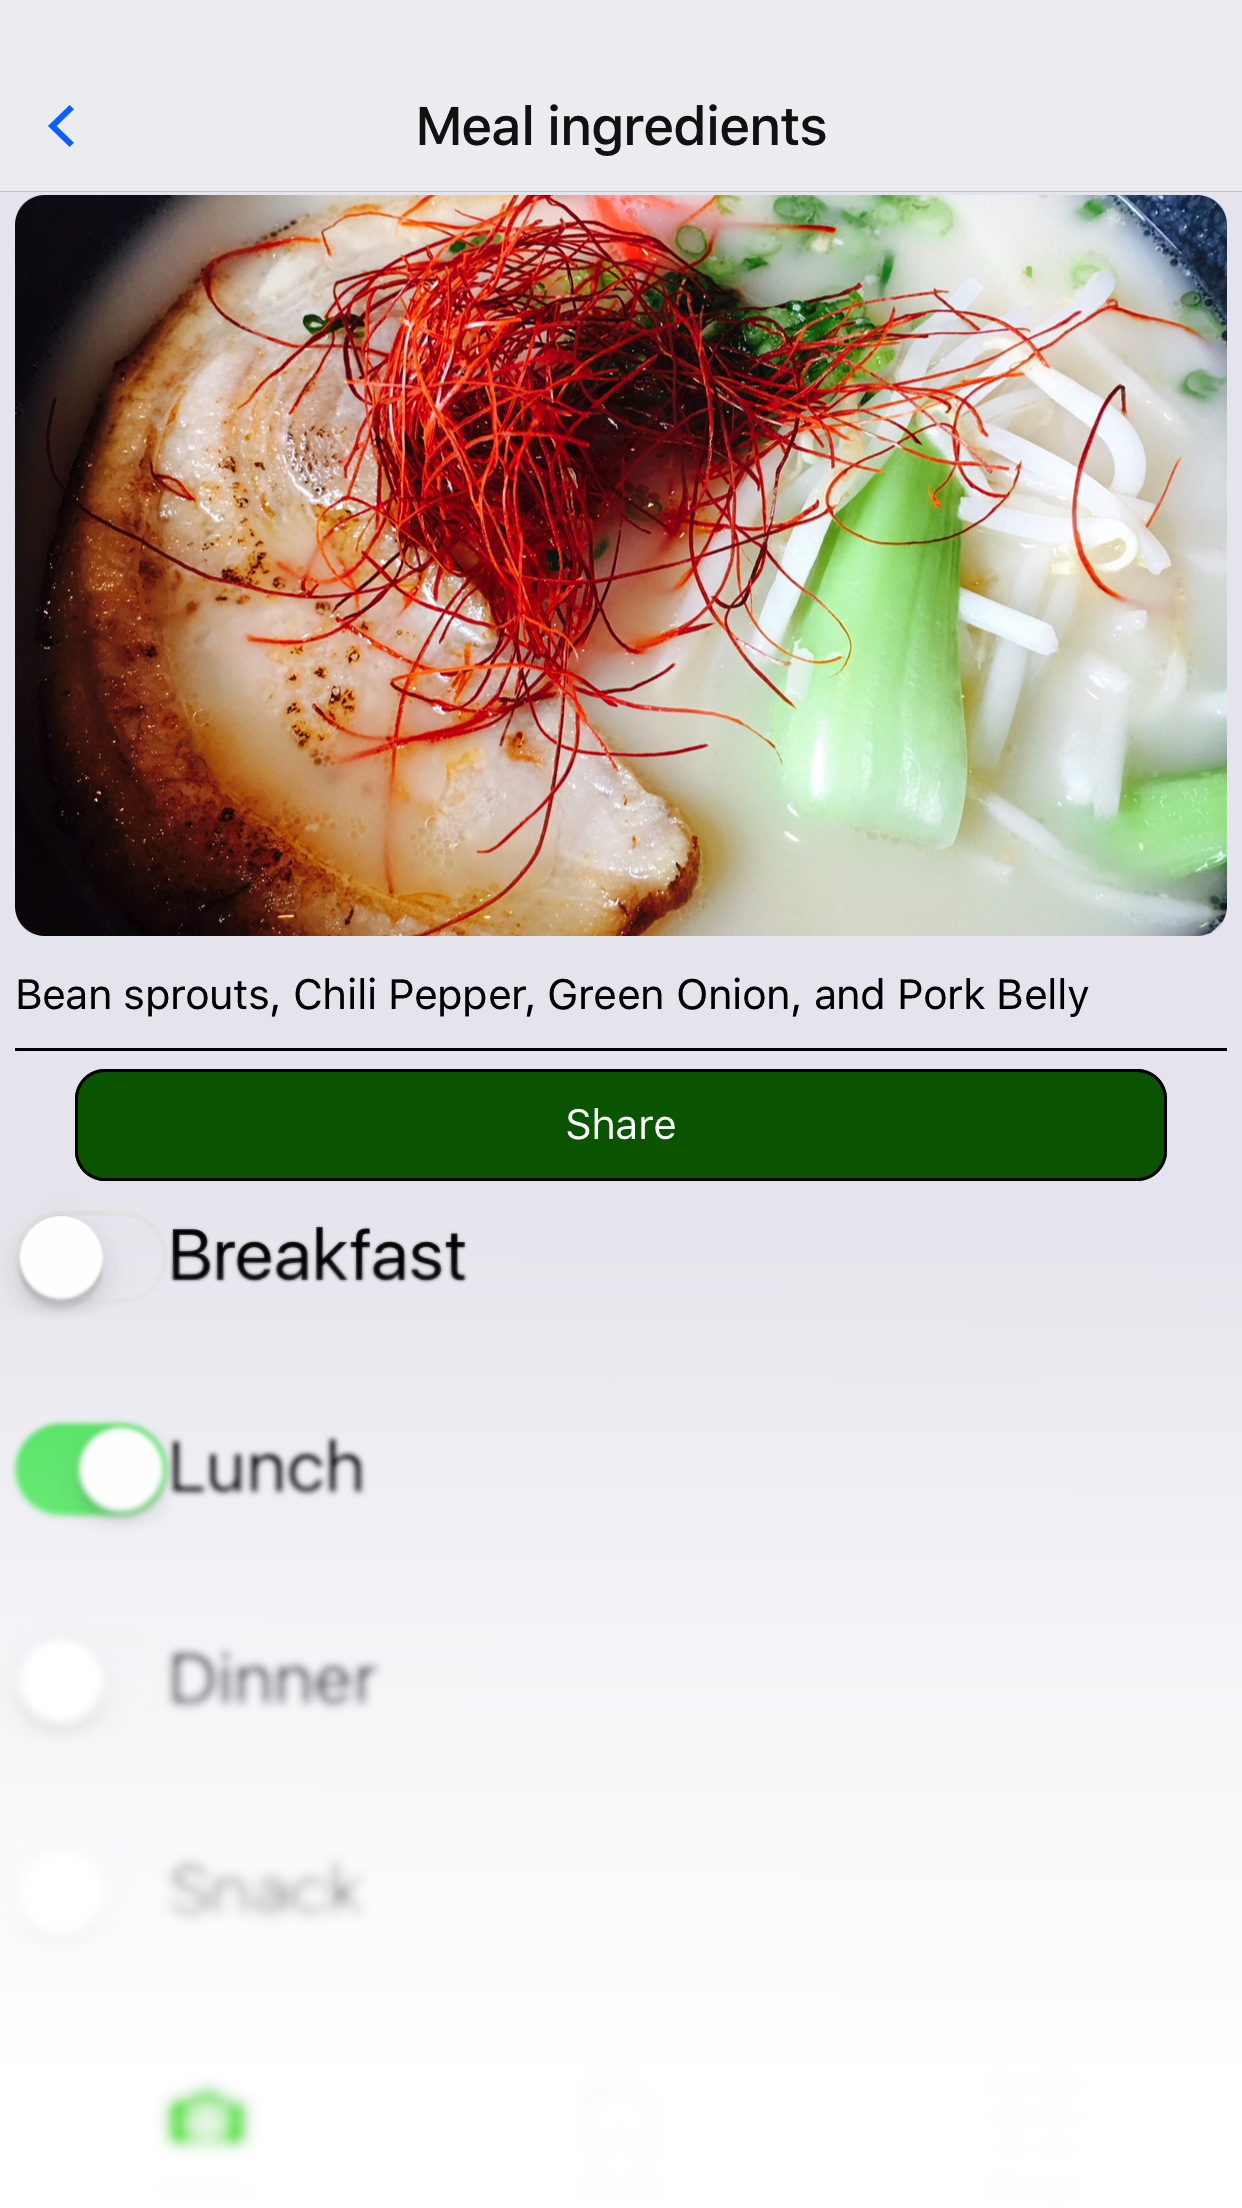 Meal ingredients
Bean sprouts, Chili Pepper, Green Onion, and Pork Belly
Share
Breakfast
Lunch
Dinner
Snack